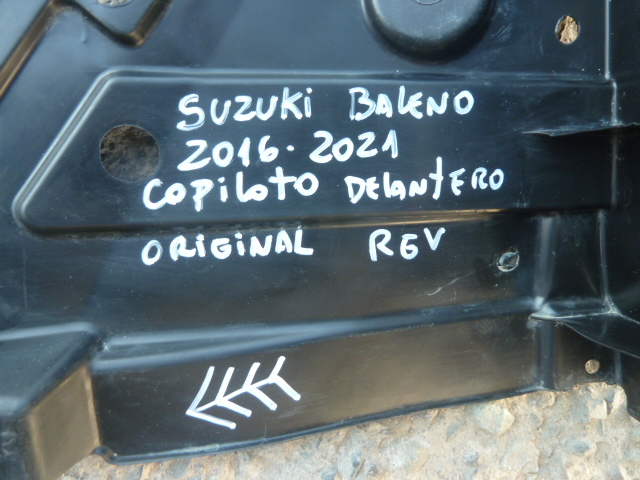 SUZUKi BALENO
2016-2021
COPiLOTO DELANTERO
ORIGINAL REV